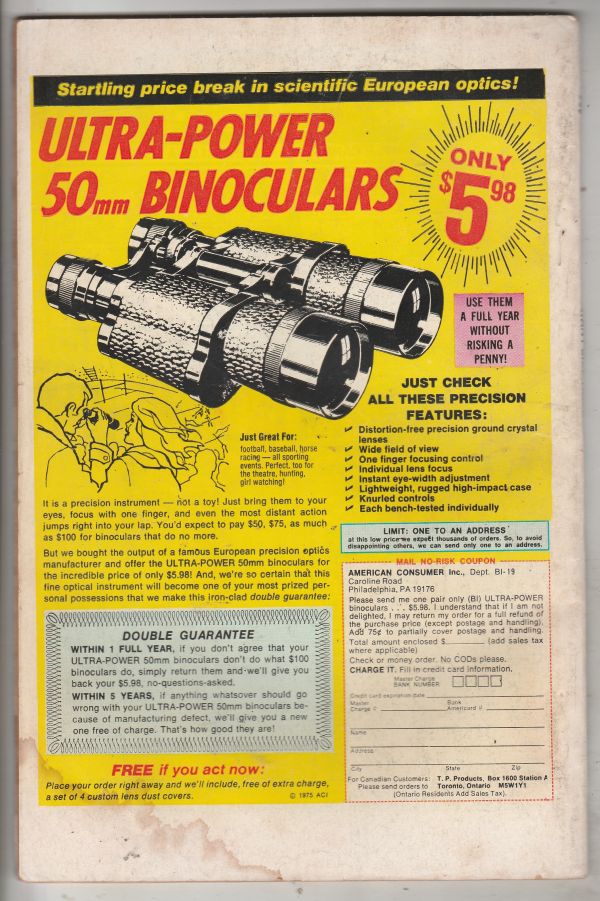 Startling price break in scientific European optics!
ULTRA-POWER
50mm BINOCULARS
ONLY
$5.98
USE THEM
A FULL YEAR
WITHOUT
RISKING A
PENNY!
JUST CHECK
ALL THESE PRECISION
FEATURES:
Distortion-free precision ground crystal
lenses
Wide field of view
One finger focusing control
Individual lens focus
Instant eye-width adjustment
Lightweight, rugged high-impact case
Knurled controls
Each bench-tested individually
Just Great For:
football, baseball, horse
racing — all sporting
events. Perfect, too for
the theatre, hunting,
girl watching!
It is a precision instrument — not a toy! Just bring them to your
eyes, focus with one finger, and even the most distant action
jumps right into your lap. You'd expect to pay $50, $75, as much
as $100 for binoculars that do no more.
But we bought the output of a famous European precision optics
manufacturer and offer the ULTRA-POWER 50mm binoculars for
the incredible price of only $5.98! And, we're so certain that this
fine optical instrument will become one of your most prized per-
sonal possessions that we make this iron-clad double guarantee:
DOUBLE GUARANTEE
WITHIN 1 FULL YEAR, if you don't agree that your
ULTRA-POWER 50mm binoculars don't do what $100
binoculars do, simply return them and we'll give you
back your $5.98, no-questions-asked.
WITHIN 5 YEARS, if anything whatsover should go
wrong with your ULTRA-POWER 50mm binoculars be-
cause of manufacturing defect, we'll give you a new
one free of charge. That's how good they are!
FREE if you act now:
Place your order right away and we'll include, free of extra charge,
a set of 4 custom lens dust covers.
© 1975 ACI
LIMIT: ONE TO AN ADDRESS
at this low price we expect thousands of orders. So, to avoid
disappointing others, we can send only one to an address.
MAIL NO-RISK COUPON
AMERICAN CONSUMER Inc., Dept. BI-19
Caroline Road
Philadelphia, PA 19176
Please send me one pair only (BI) ULTRA-POWER
binoculars . . . $5.98. I understand that if I am not
delighted, I may return my order for a full refund of
the purchase price (except postage and handling).
Add 75¢ to partially cover postage and handling.
Total amount enclosed $ (add sales tax
where applicable)
Check or money order. No CODs please.
CHARGE IT. Fill in credit card information.
Master Charge
BANK NUMBER
Credit card expiration date
Master Charge # Bank Americard #
Name
Address
City State Zip
For Canadian Customers: T. P. Products, Box 1600 Station A
Please send orders to Toronto, Ontario M5W1Y1
(Ontario Residents Add Sales Tax).